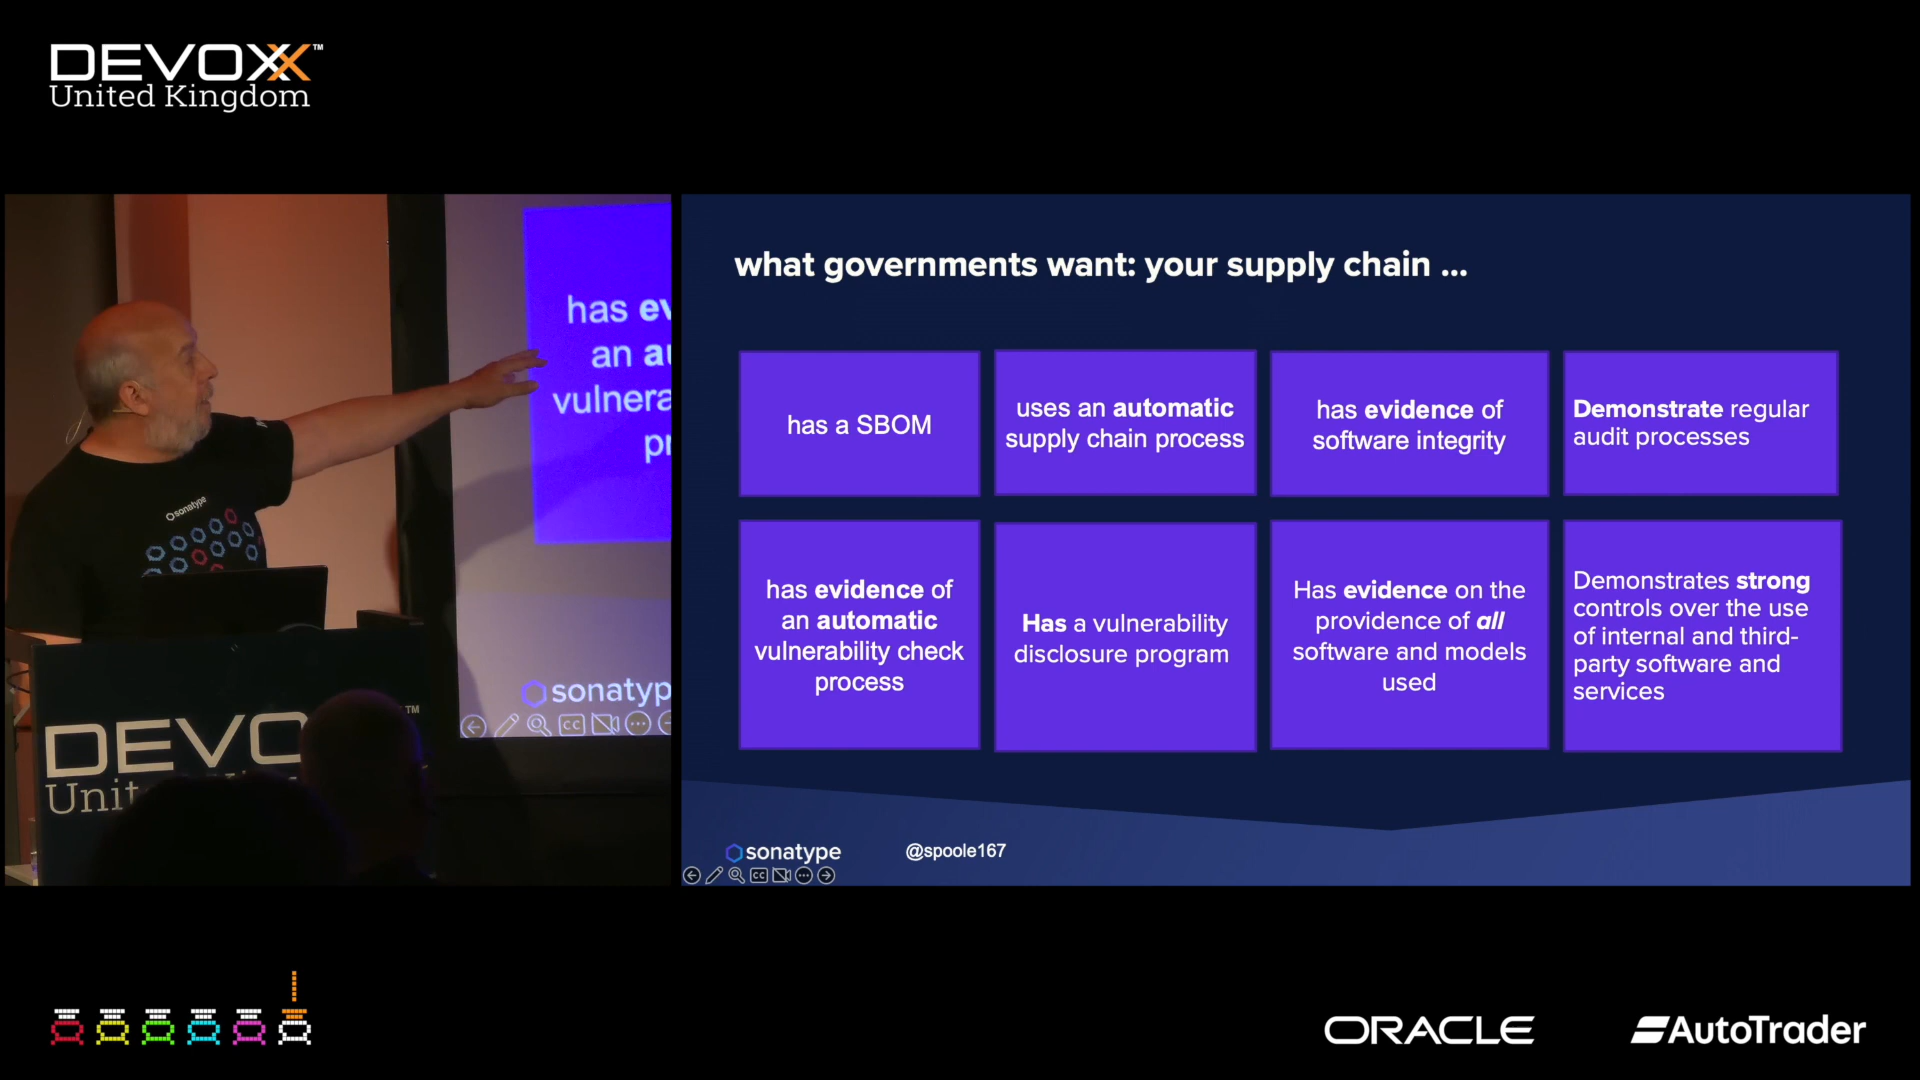 DEVOXX™
United Kingdom
has ev
an au
vulnera
pr
sonatyp
CC
sonatype
DEVO
TM
Unit
what governments want: your supply chain ...
has a SBOM
uses an automatic
supply chain process
has evidence of
software integrity
Demonstrate regular
audit processes
has evidence of
an automatic
vulnerability check
process
Has a vulnerability
disclosure program
Has evidence on the
providence of all
software and models
used
Demonstrates strong
controls over the use
of internal and third-
party software and
services
sonatype
@spoole167
CC
ORACLE
AutoTrader